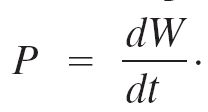 P = dW/dt.